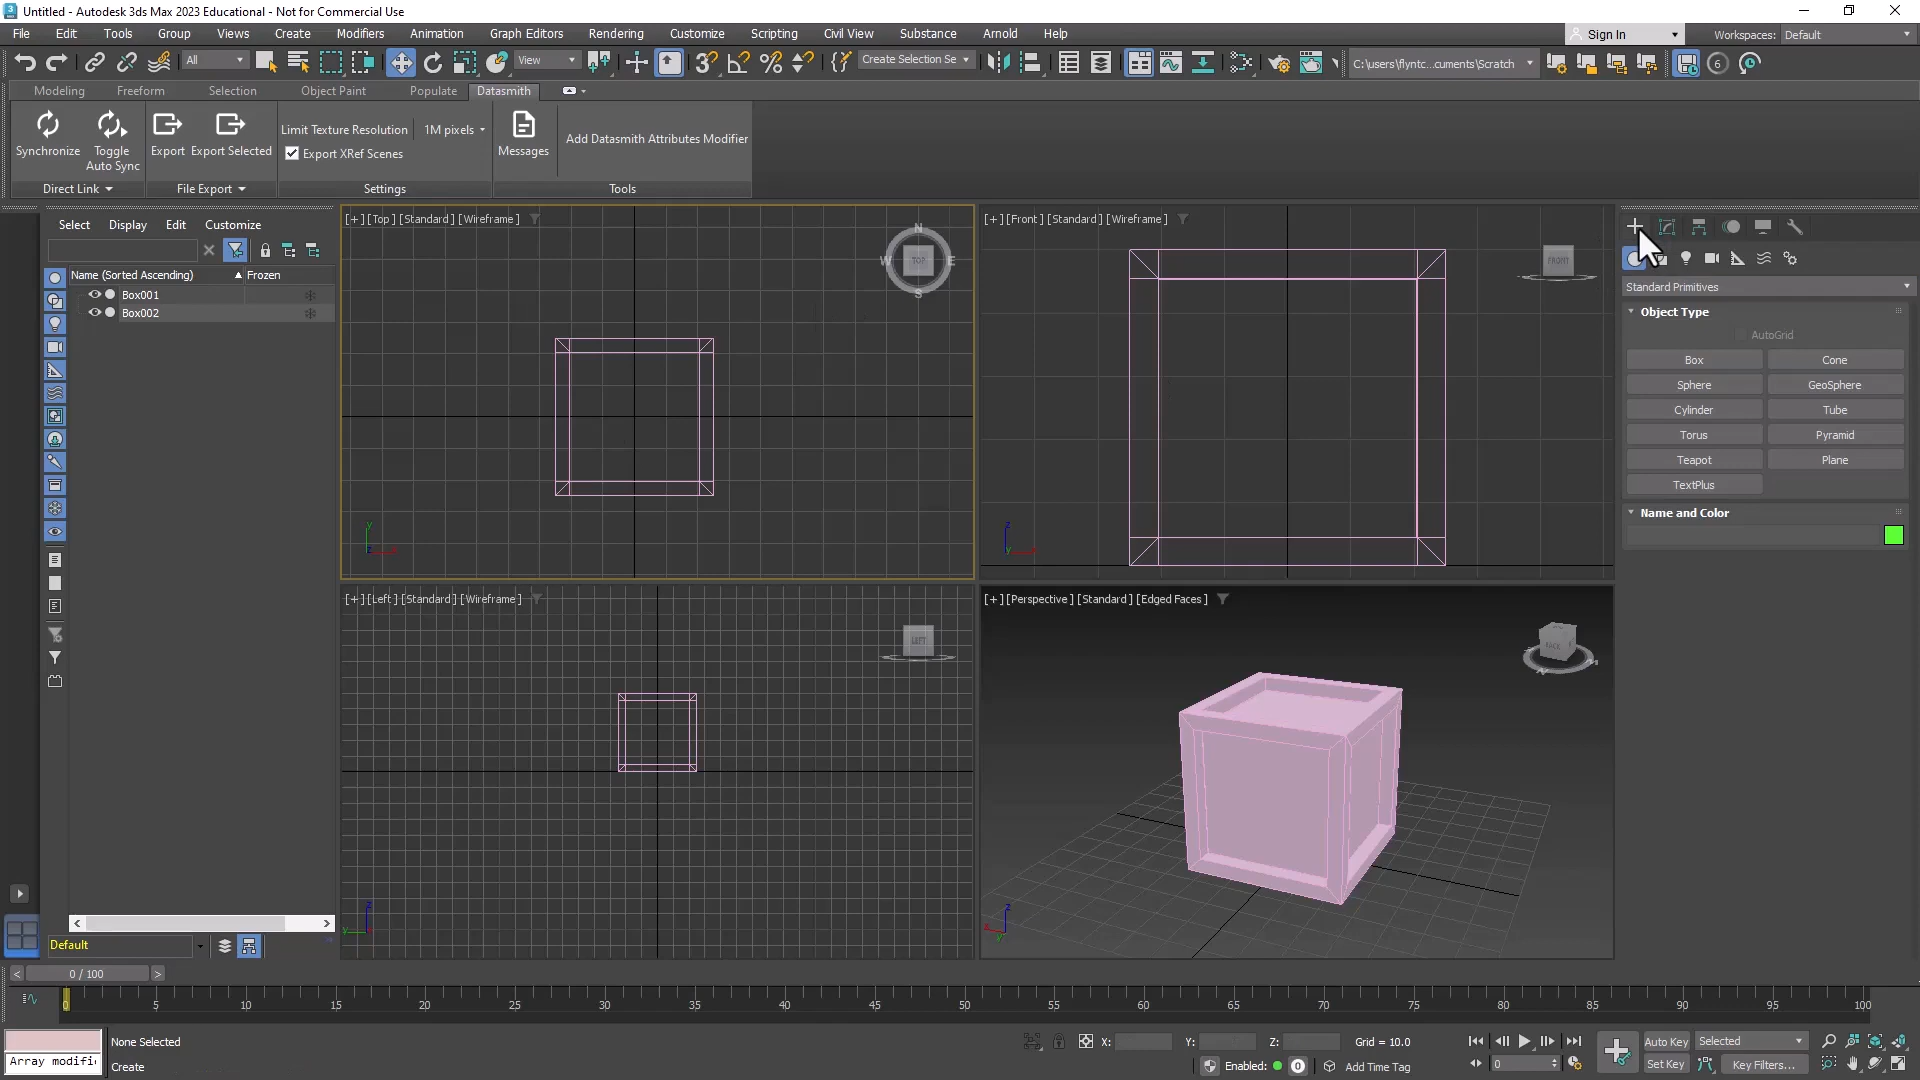 Untitled - Autodesk 3ds Max 2023 Educational - Not for Commercial Use
File Edit Tools Group Views Create Modifiers Animation Graph Editors Rendering Customize Scripting Civil View Substance Arnold Help
Sign In
Workspaces: Default
All
View
Create Selection Se
C:\users\flyntc...cuments\Scratch
6
Modeling Freeform Selection Object Paint Populate Datasmith
Synchronize
Toggle
Auto Sync
Export
Export Selected
Limit Texture Resolution 1M pixels
Export XRef Scenes
Messages
Add Datasmith Attributes Modifier
Direct Link
File Export
Settings
Tools
Select Display Edit Customize
Name (Sorted Ascending) Frozen
Box001
Box002
Default
[+] [Top] [Standard] [Wireframe]
N
W TOP E
S
y
z
[+] [Front] [Standard] [Wireframe]
FRONT
z
[+] [Left] [Standard] [Wireframe]
LEFT
z
y
[+] [Perspective] [Standard] [Edged Faces]
BACK
z
Standard Primitives
Object Type
AutoGrid
Box Cone
Sphere GeoSphere
Cylinder Tube
Torus Pyramid
Teapot Plane
TextPlus
Name and Color
< 0 / 100 >
0 5 10 15 20 25 30 35 40 45 50 55 60 65 70 75 80 85 90 95 100
None Selected
Array modifi
Create
X: Y: Z: Grid = 10.0
Enabled: 0 Add Time Tag
0
Auto Key Selected
Set Key Key Filters...